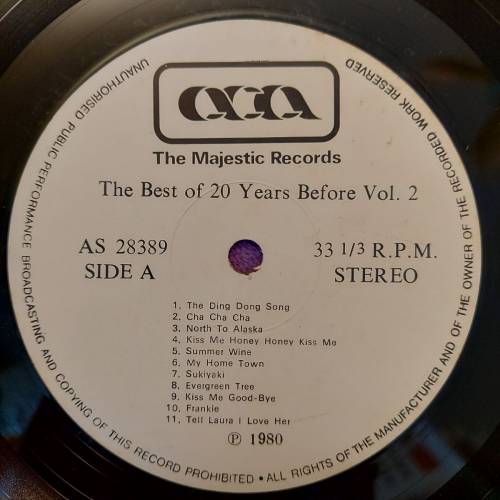 ACA
The Majestic Records
The Best of 20 Years Before Vol. 2
AS 28389
SIDE A
33 1/3 R.P.M.
STEREO
1. The Ding Dong Song
2. Cha Cha Cha
3. North To Alaska
4. Kiss Me Honey Honey Kiss Me
5. Summer Wine
6. My Home Town
7. Sukiyaki
8. Evergreen Tree
9. Kiss Me Good-Bye
10. Frankie
11. Tell Laura I Love Her
Ⓟ 1980
UNAUTHORISED PUBLIC PERFORMANCE BROADCASTING AND COPYING OF THIS RECORD PROHIBITED • ALL RIGHTS OF THE MANUFACTURER AND OF THE OWNER OF THE RECORDED WORK RESERVED